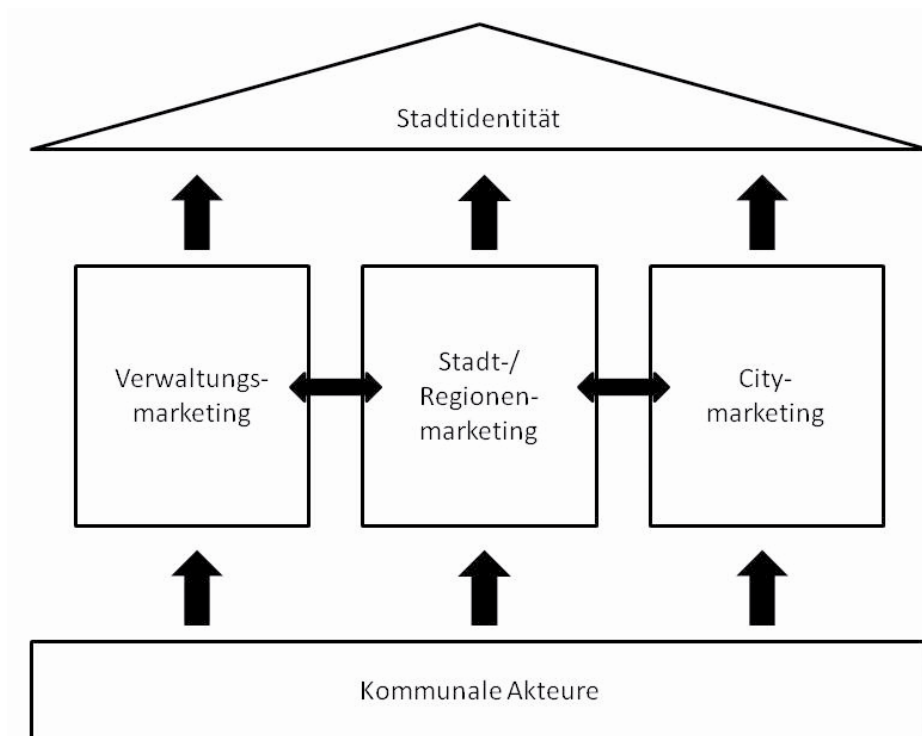 Stadtidentität
Verwaltungs-
marketing
Stadt-/
Regionen-
marketing
City-
marketing
Kommunale Akteure